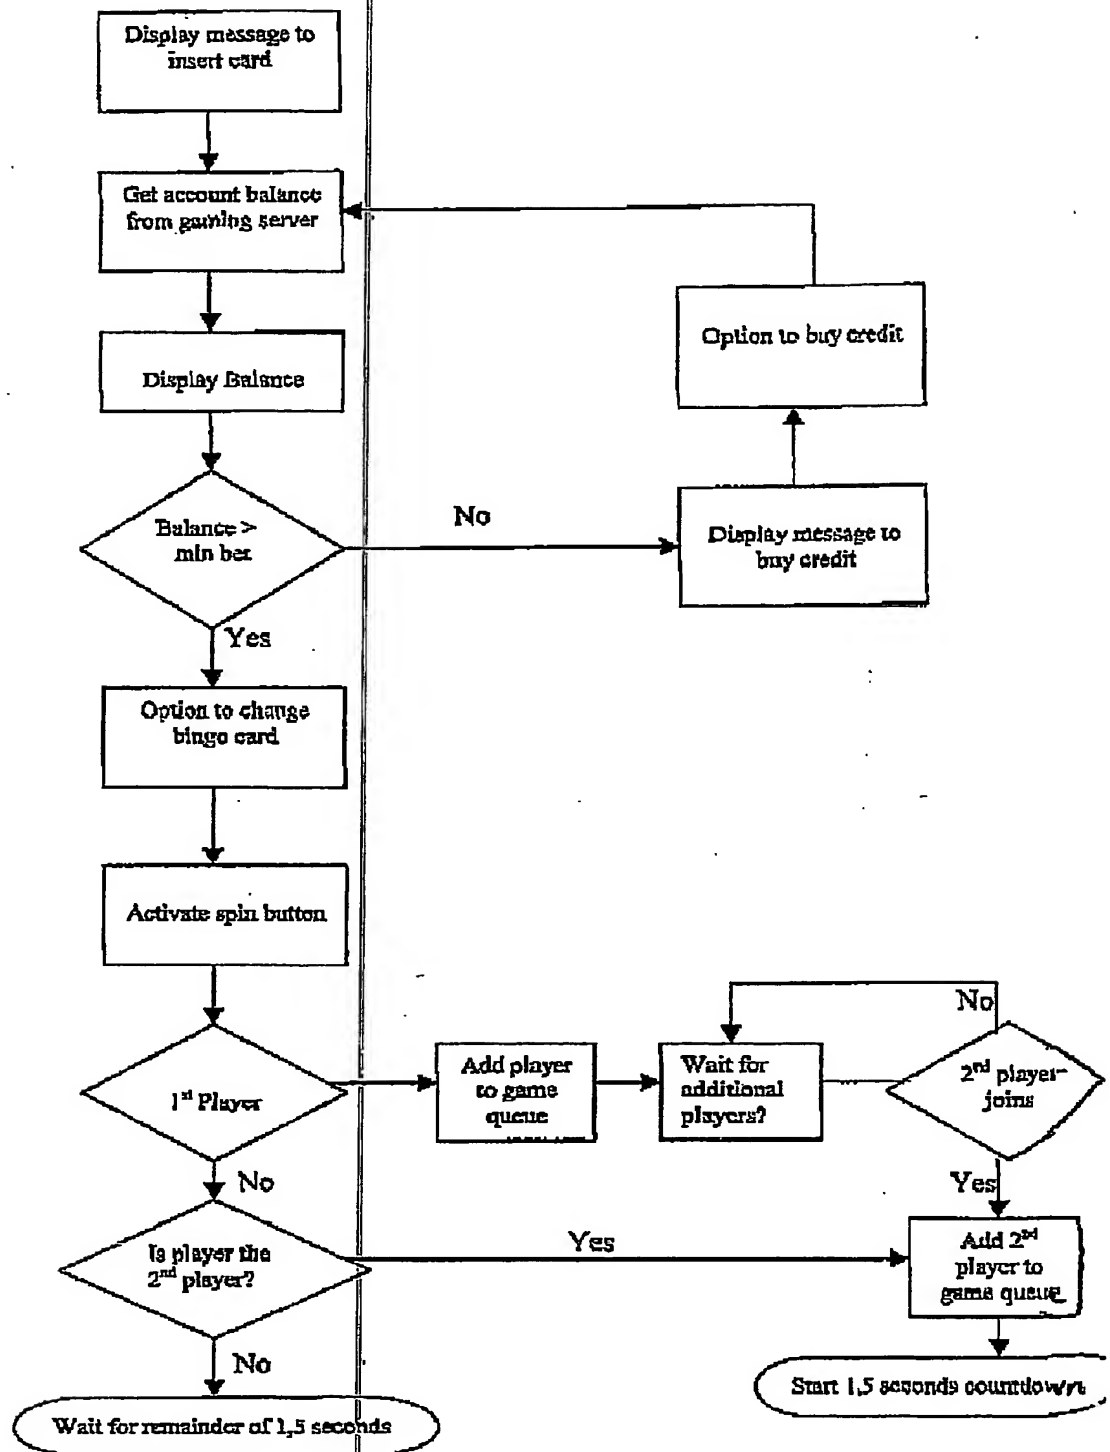 Display message to
insert card
Get account balance
from gaming server
Option to buy credit
Display Balance
No
Balance >
min bet
Display message to
buy credit
Yes
Option to change
bingo card
Activate spin button
No
1st Player
Add player
to game
queue
Wait for
additional
players?
2nd player
joins
No
Yes
Is player the
2nd player?
Yes
Add 2nd
player to
game queue
No
Start 1.5 seconds countdown
Wait for remainder of 1.5 seconds